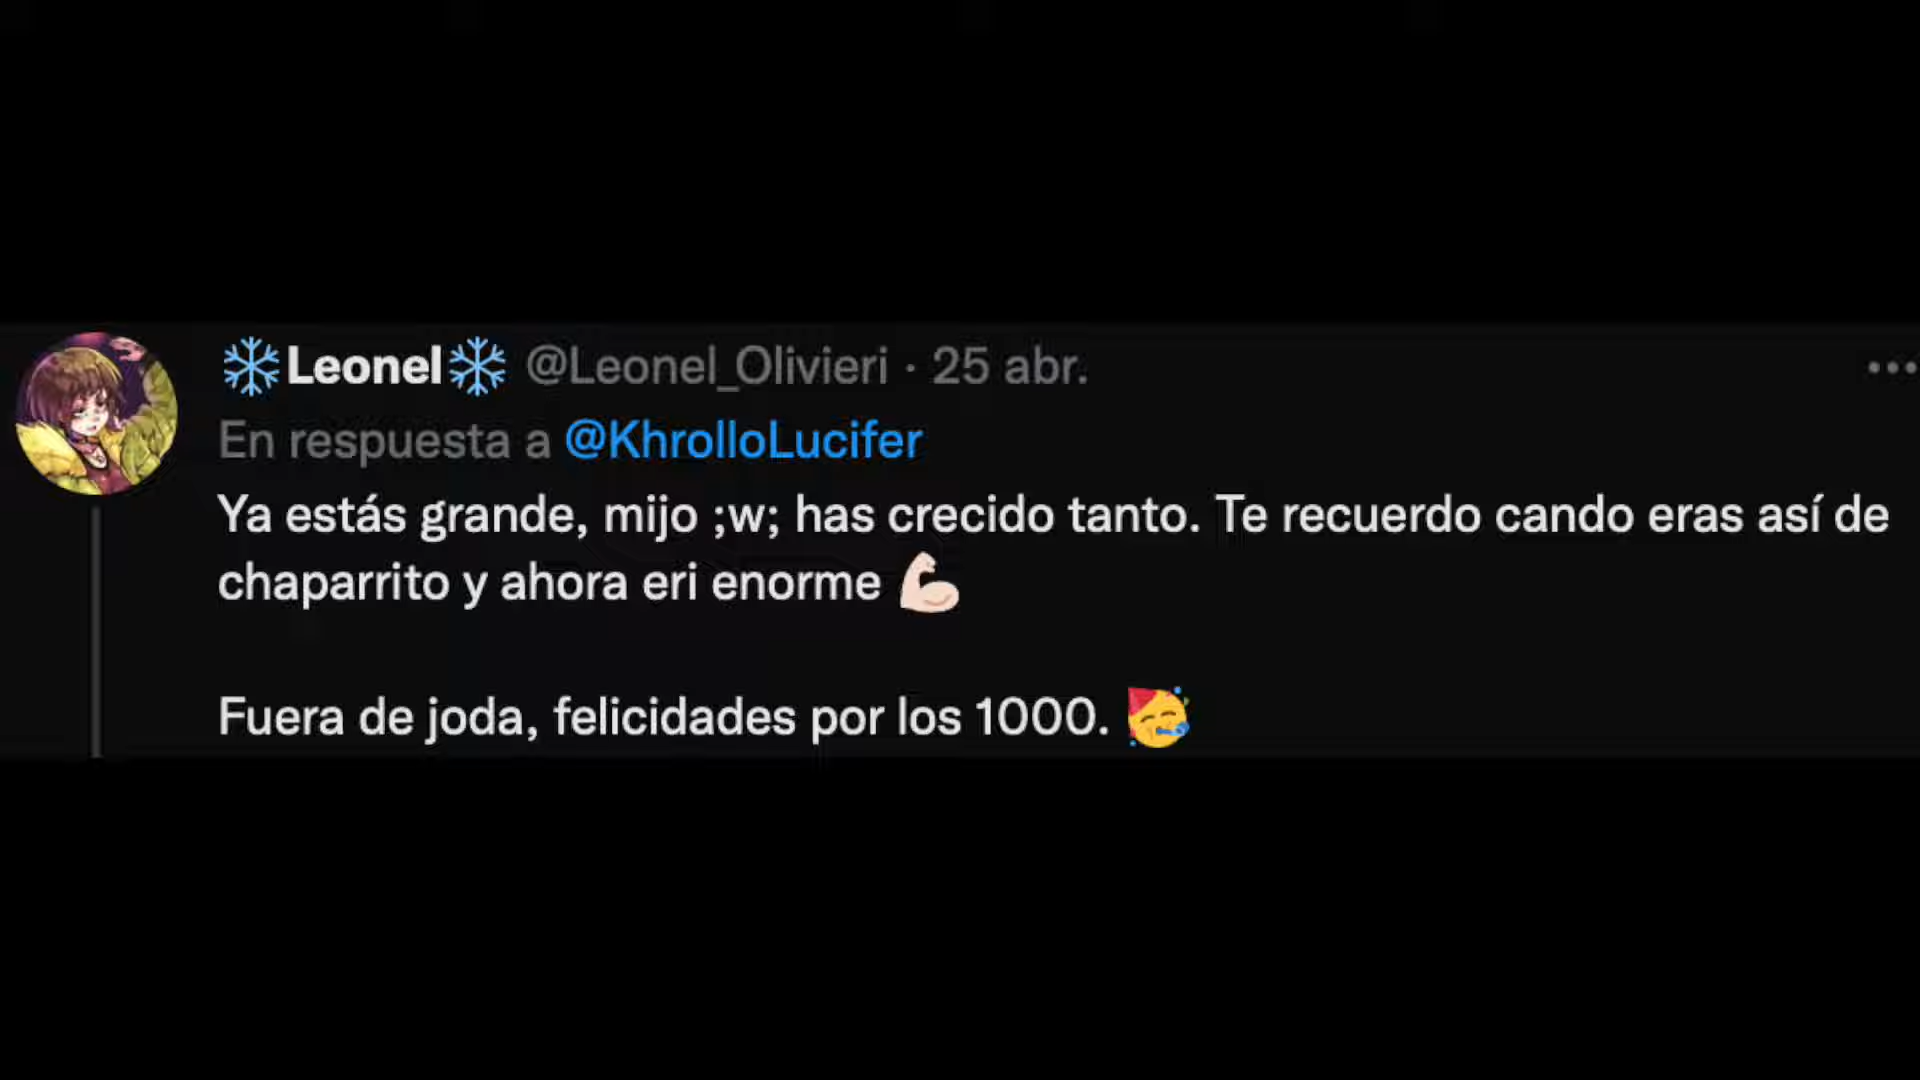 ❄️Leonel❄️ @Leonel_Olivieri · 25 abr.
En respuesta a @KhrolloLucifer
Ya estás grande, mijo ;w; has crecido tanto. Te recuerdo cando eras así de
chaparrito y ahora eri enorme 💪🏻
Fuera de joda, felicidades por los 1000. 🥳